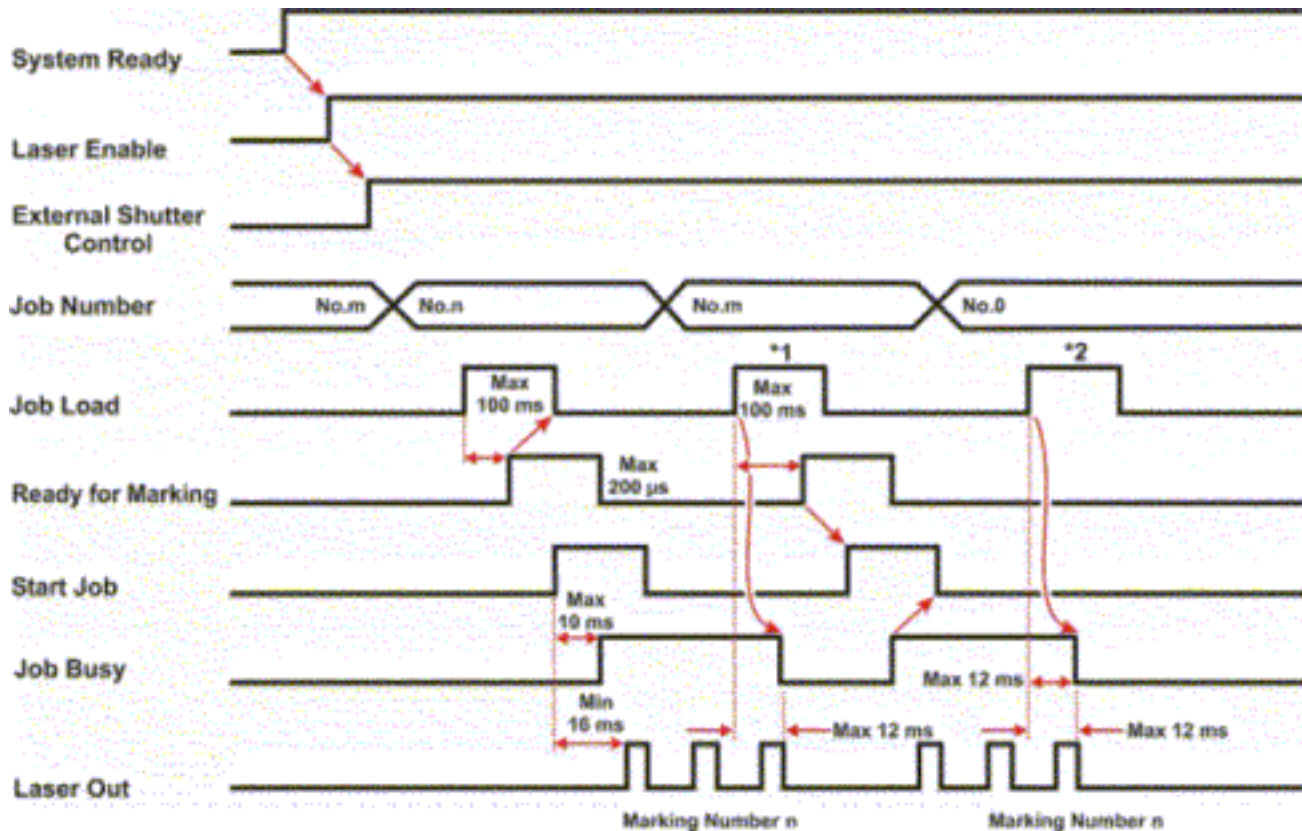 System Ready
Laser Enable
External Shutter
Control
Job Number
No.m
No.n
No.m
No.0
*1
*2
Job Load
Max
100 ms
Max
100 ms
Ready for Marking
Max
200 µs
Start Job
Max
10 ms
Job Busy
Max 12 ms
Min
16 ms
Max 12 ms
Max 12 ms
Laser Out
Marking Number n
Marking Number n